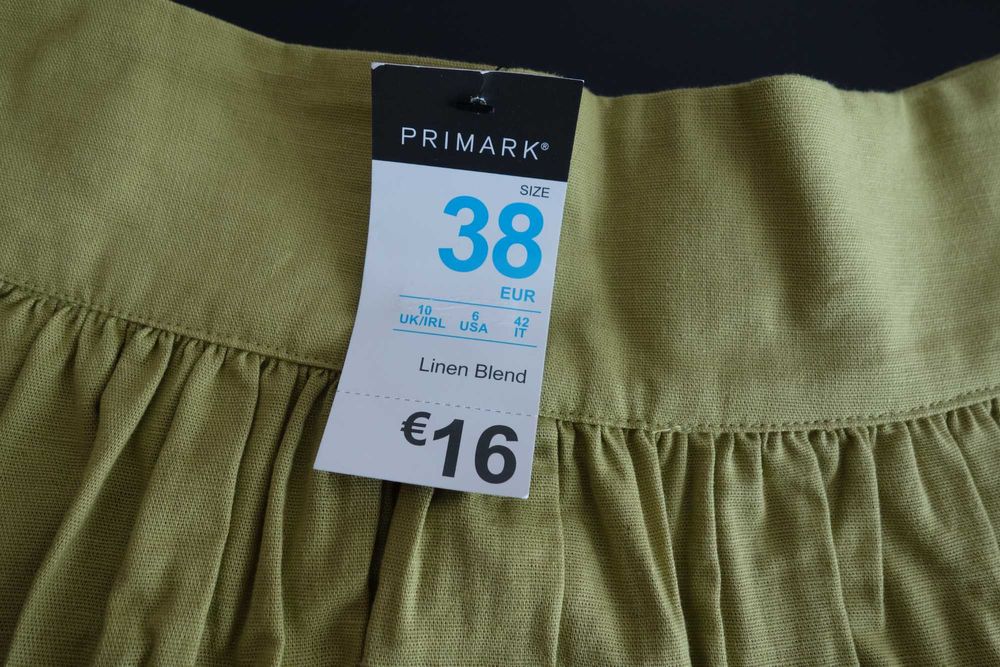 PRIMARK®
SIZE
38
EUR
10 6 42
UK/IRL USA IT
Linen Blend
€16